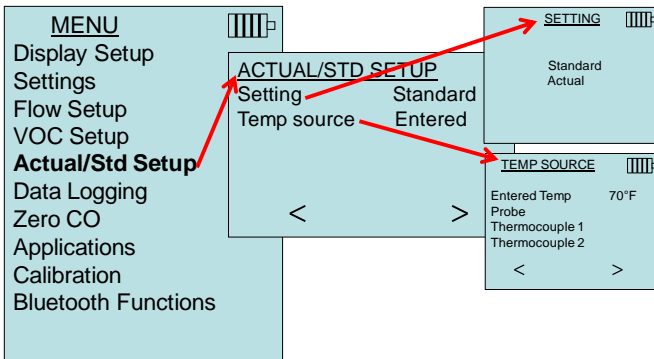 MENU
Display Setup
Settings
Flow Setup
VOC Setup
Actual/Std Setup
Data Logging
Zero CO
Applications
Calibration
Bluetooth Functions
ACTUAL/STD SETUP
Setting Standard
Temp source Entered
< >
SETTING
Standard
Actual
TEMP SOURCE
Entered Temp 70°F
Probe
Thermocouple 1
Thermocouple 2
< >